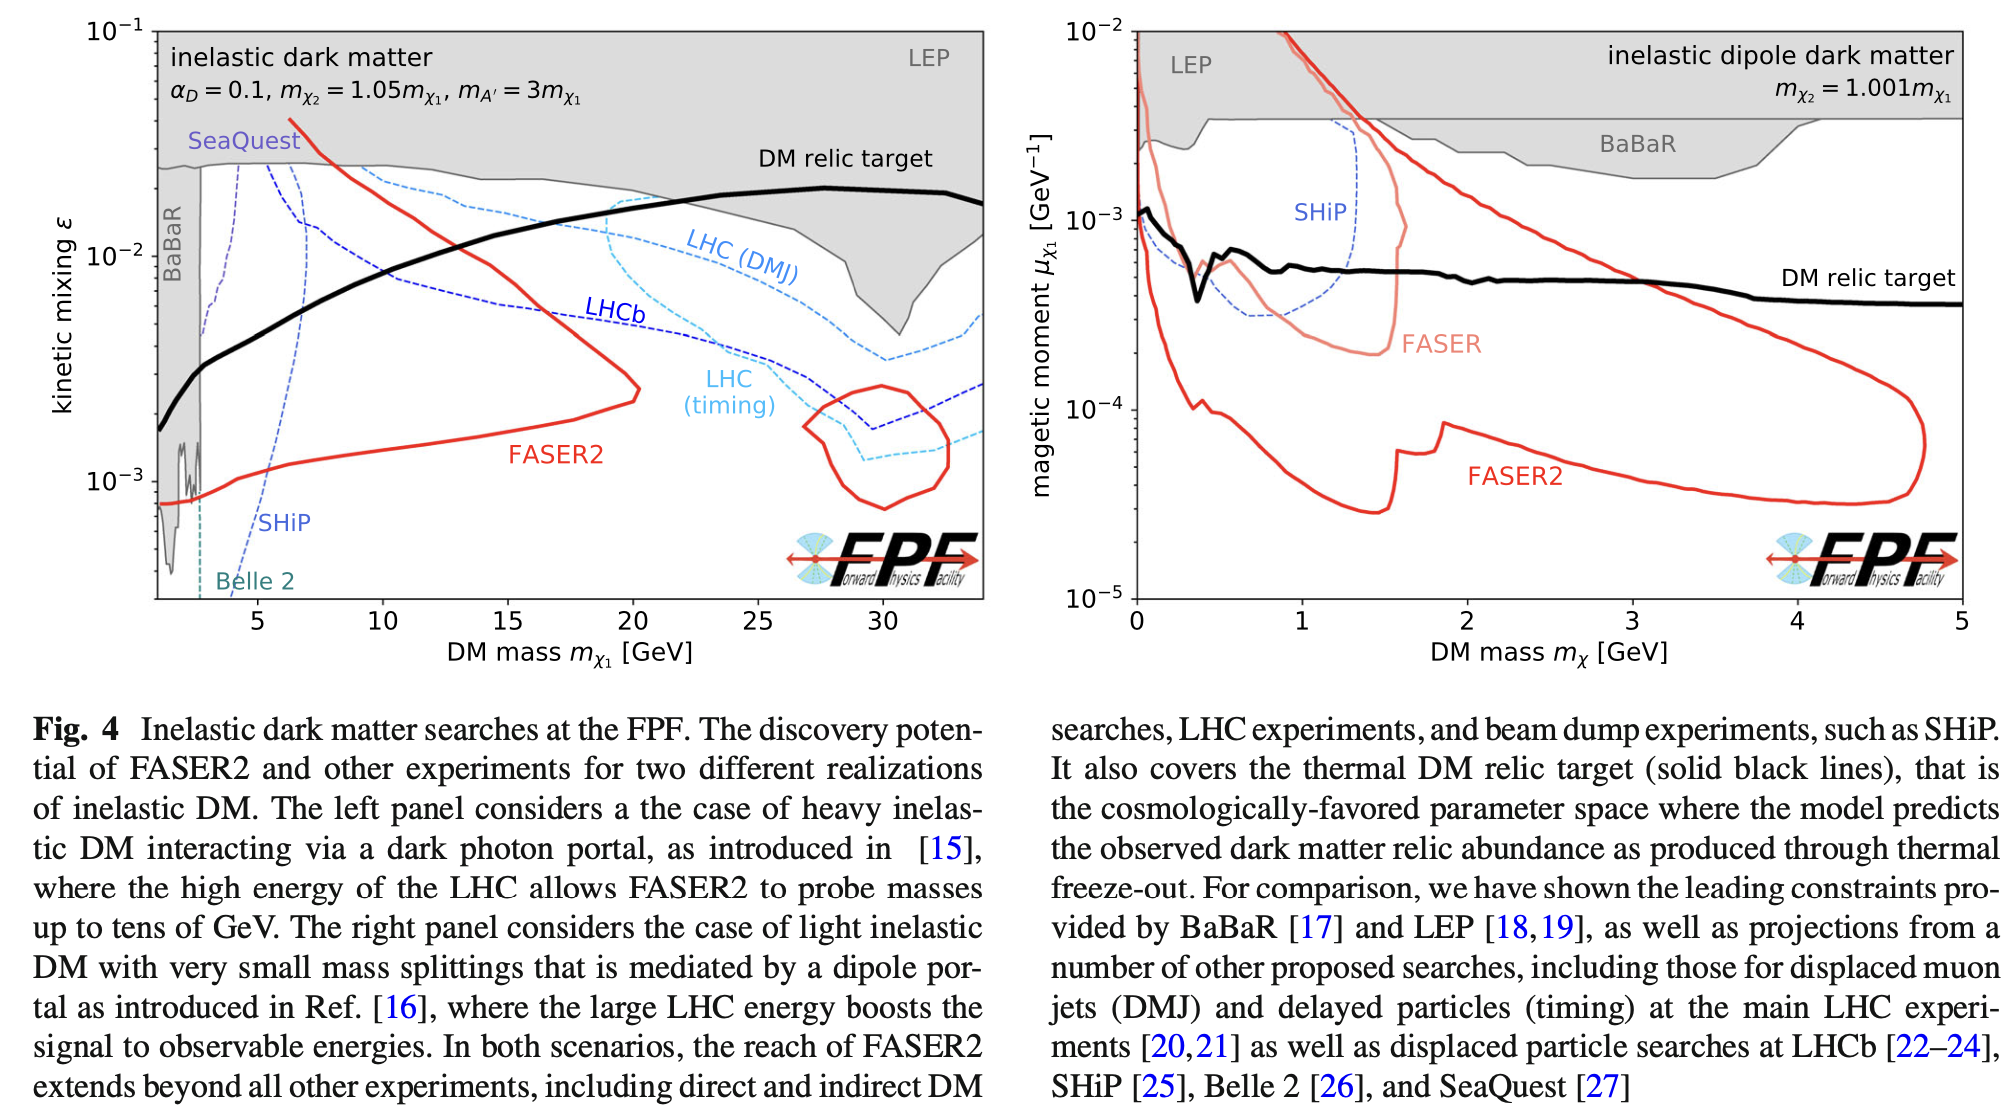 10⁻¹
inelastic dark matter
α_D = 0.1, m_χ₂ = 1.05m_χ₁, m_A′ = 3m_χ₁
LEP
SeaQuest
DM relic target
BaBaR
10⁻²
LHC (DMJ)
LHCb
LHC
(timing)
FASER2
10⁻³
SHiP
Belle 2
FPF
Forward Physics Facility
kinetic mixing ε
5 10 15 20 25 30
DM mass m_χ₁ [GeV]
10⁻²
LEP
inelastic dipole dark matter
m_χ₂ = 1.001m_χ₁
BaBaR
SHiP
10⁻³
DM relic target
FASER
10⁻⁴
FASER2
FPF
Forward Physics Facility
10⁻⁵
magetic moment μ_χ₁ [GeV⁻¹]
0 1 2 3 4 5
DM mass m_χ [GeV]
Fig. 4 Inelastic dark matter searches at the FPF. The discovery poten-
tial of FASER2 and other experiments for two different realizations
of inelastic DM. The left panel considers a the case of heavy inelas-
tic DM interacting via a dark photon portal, as introduced in [15],
where the high energy of the LHC allows FASER2 to probe masses
up to tens of GeV. The right panel considers the case of light inelastic
DM with very small mass splittings that is mediated by a dipole por-
tal as introduced in Ref. [16], where the large LHC energy boosts the
signal to observable energies. In both scenarios, the reach of FASER2
extends beyond all other experiments, including direct and indirect DM
searches, LHC experiments, and beam dump experiments, such as SHiP.
It also covers the thermal DM relic target (solid black lines), that is
the cosmologically-favored parameter space where the model predicts
the observed dark matter relic abundance as produced through thermal
freeze-out. For comparison, we have shown the leading constraints pro-
vided by BaBaR [17] and LEP [18,19], as well as projections from a
number of other proposed searches, including those for displaced muon
jets (DMJ) and delayed particles (timing) at the main LHC experi-
ments [20,21] as well as displaced particle searches at LHCb [22–24],
SHiP [25], Belle 2 [26], and SeaQuest [27]